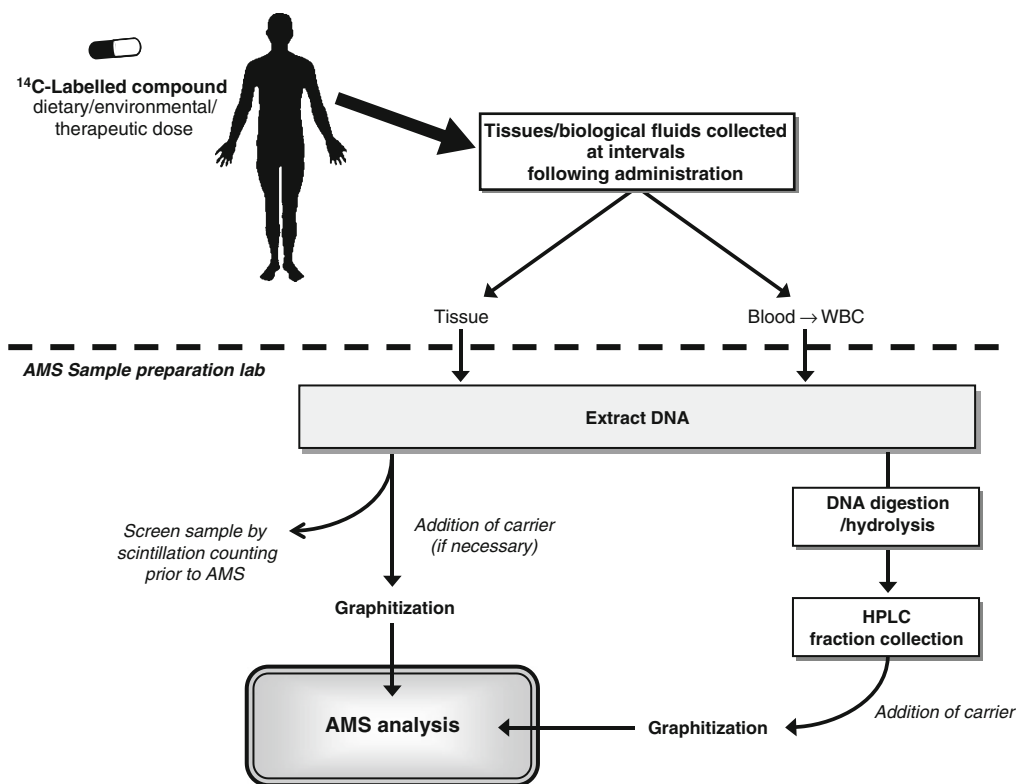 ¹⁴C-Labelled compound
dietary/environmental/
therapeutic dose
Tissues/biological fluids collected
at intervals
following administration
Tissue
Blood → WBC
AMS Sample preparation lab
Extract DNA
Screen sample by
scintillation counting
prior to AMS
Addition of carrier
(if necessary)
DNA digestion
/hydrolysis
Graphitization
HPLC
fraction collection
AMS analysis
Graphitization
Addition of carrier